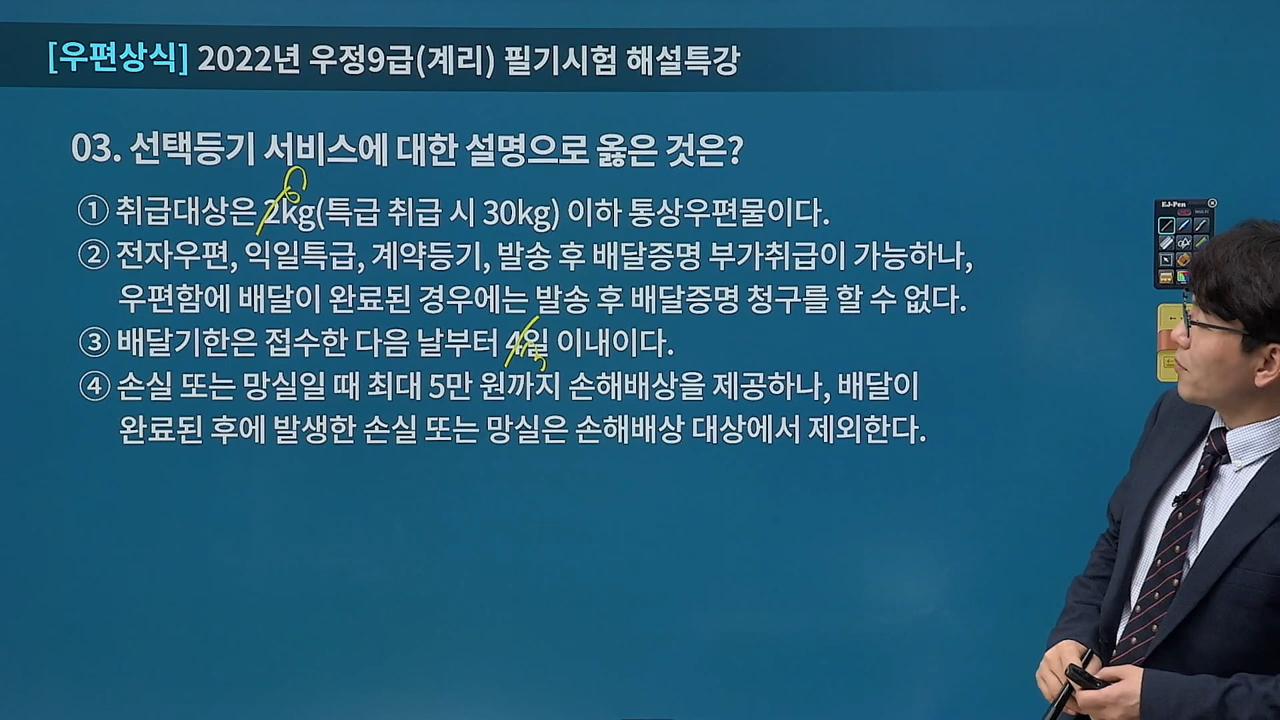 [우편상식] 2022년 우정9급(계리) 필기시험 해설특강
03. 선택등기 서비스에 대한 설명으로 옳은 것은?
6
① 취급대상은 2kg(특급 취급 시 30kg) 이하 통상우편물이다.
② 전자우편, 익일특급, 계약등기, 발송 후 배달증명 부가취급이 가능하나,
우편함에 배달이 완료된 경우에는 발송 후 배달증명 청구를 할 수 없다.
③ 배달기한은 접수한 다음 날부터 4일 이내이다.
3
④ 손실 또는 망실일 때 최대 5만 원까지 손해배상을 제공하나, 배달이
완료된 후에 발생한 손실 또는 망실은 손해배상 대상에서 제외한다.
EJ-Pen